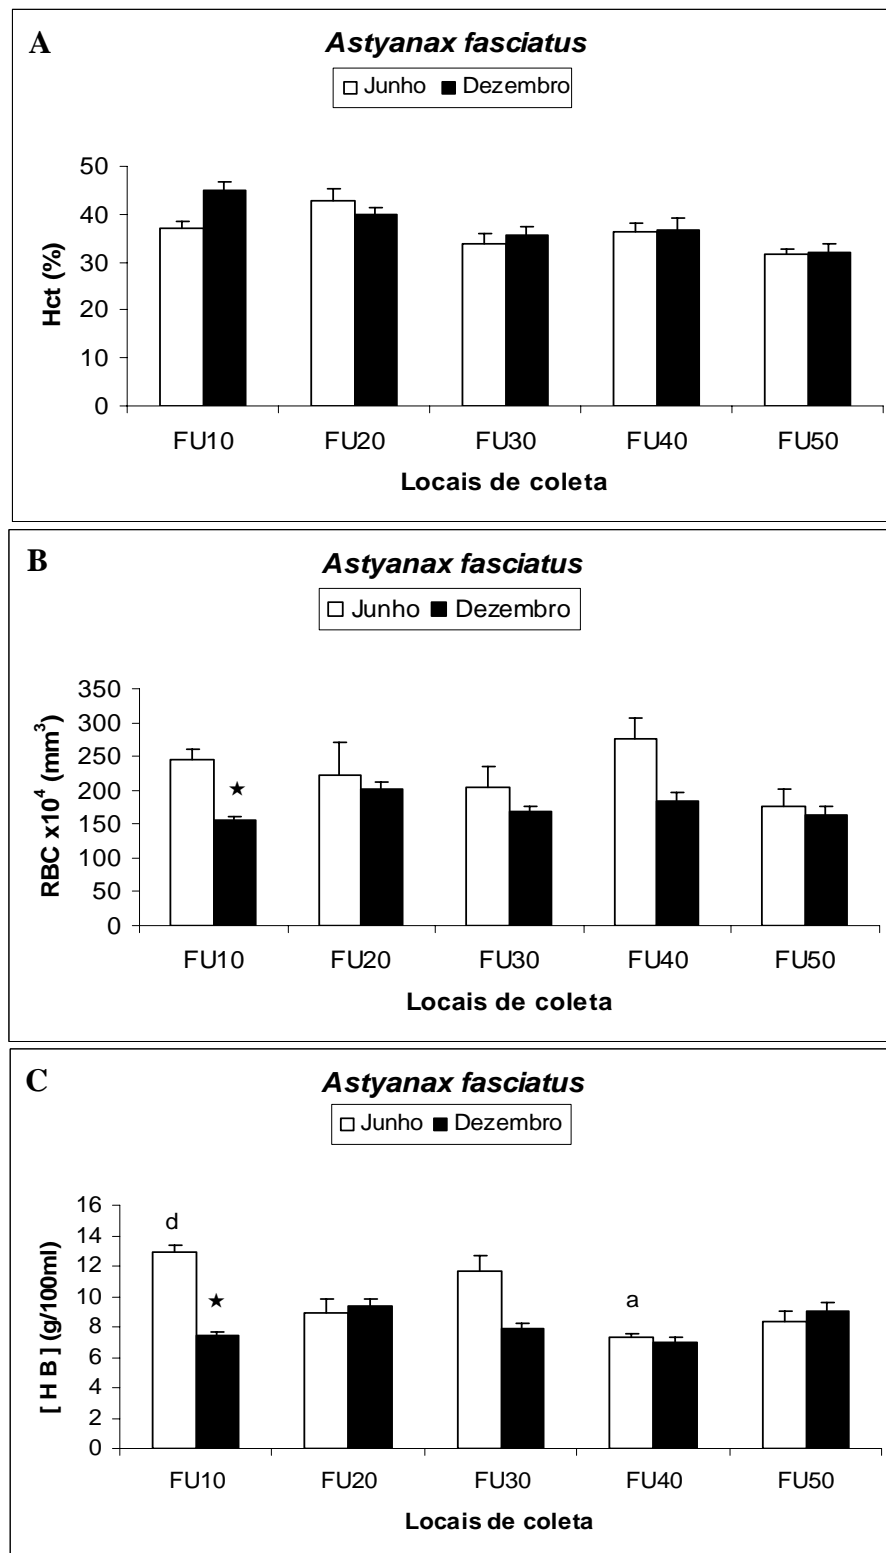 A
Astyanax fasciatus
Junho Dezembro
50
40
30
20
10
0
Hct (%)
FU10 FU20 FU30 FU40 FU50
Locais de coleta
B
Astyanax fasciatus
Junho Dezembro
350
300
250
200
150
100
50
0
RBC x10⁴ (mm³)
★
FU10 FU20 FU30 FU40 FU50
Locais de coleta
C
Astyanax fasciatus
Junho Dezembro
16
14
12
10
8
6
4
2
0
[ H B ] (g/100ml)
d
★
a
FU10 FU20 FU30 FU40 FU50
Locais de coleta